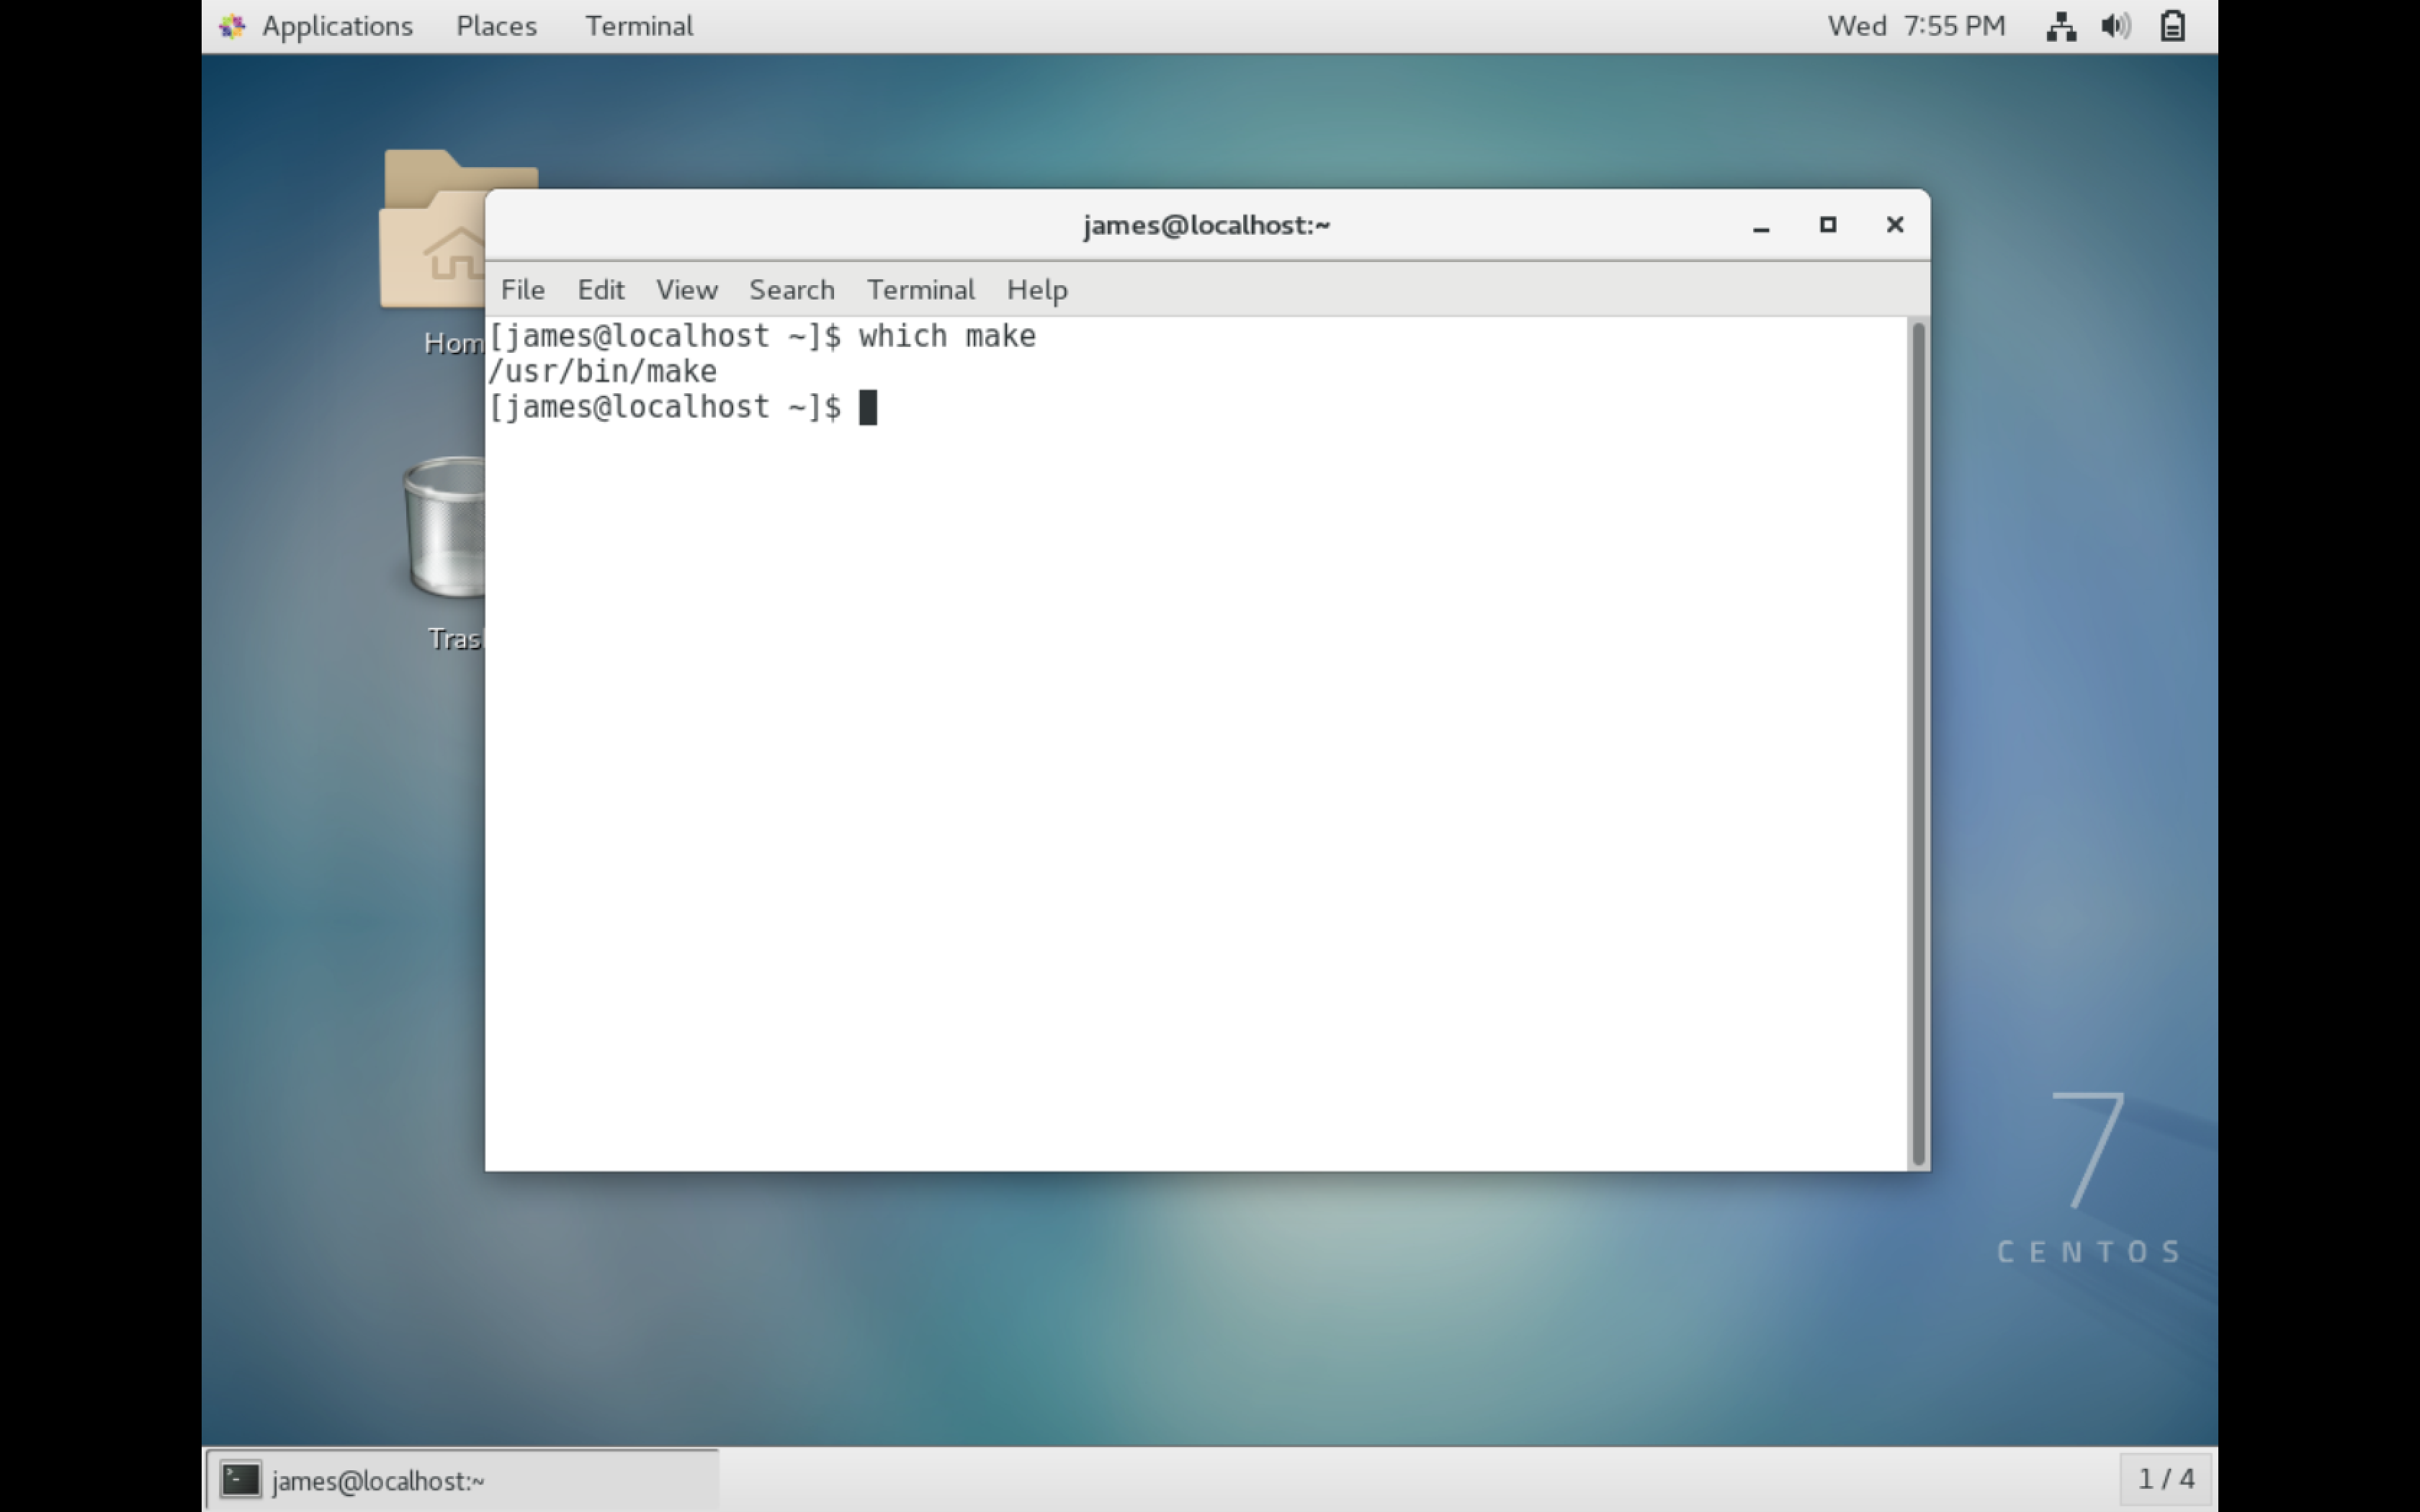 Applications Places Terminal Wed 7:55 PM
james@localhost:~
File Edit View Search Terminal Help
[james@localhost ~]$ which make
/usr/bin/make
[james@localhost ~]$
Hom
Tras
7
CENTOS
james@localhost:~
1 / 4